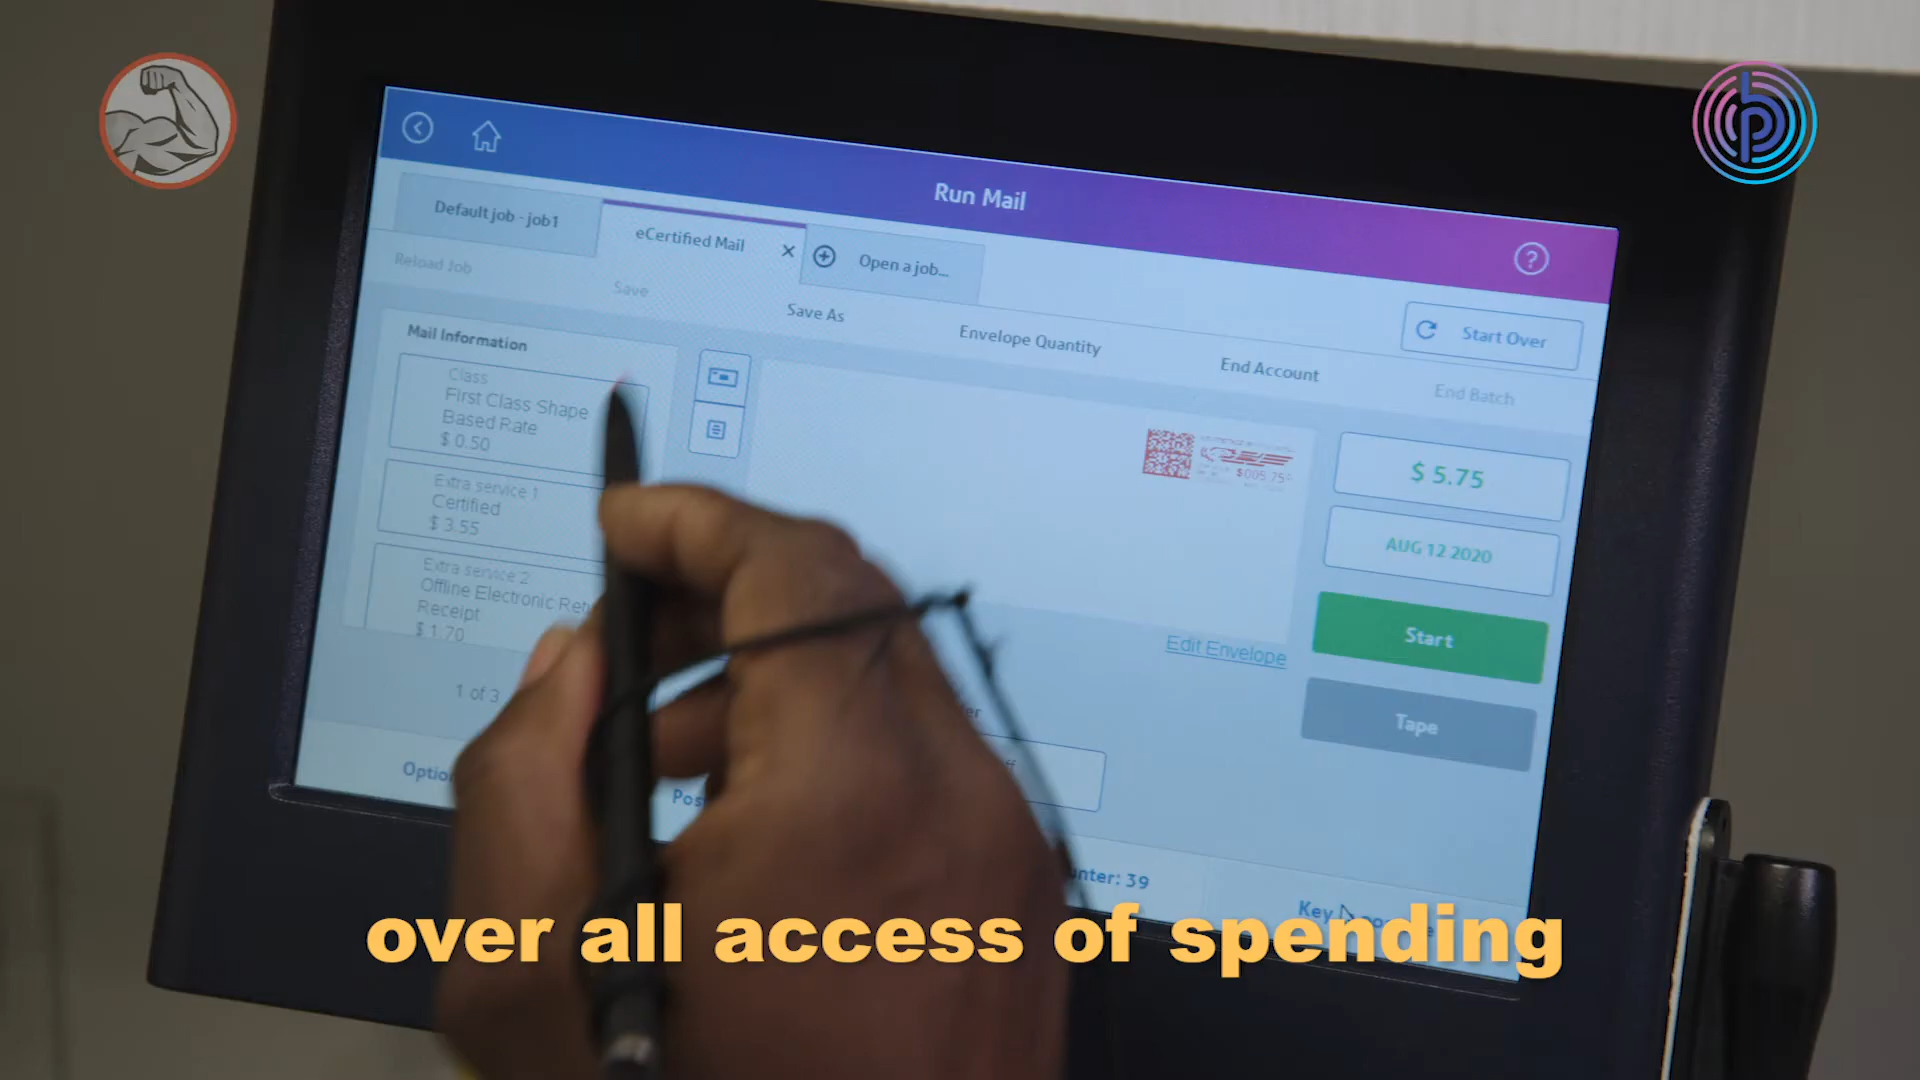 Run Mail
Default job - job1
eCertified Mail
Open a job...
Reload Job
Save
Save As
Envelope Quantity
End Account
End Batch
Start Over
Mail Information
Class
First Class Shape
Based Rate
$ 0.50
Extra service 1
Certified
$ 3.55
Extra service 2
Offline Electronic Retu
Receipt
$ 1.70
1 of 3
$005.75
$ 5.75
AUG 12 2020
Start
Tape
Edit Envelope
Optio
Pos
nter: 39
Key
over all access of spending